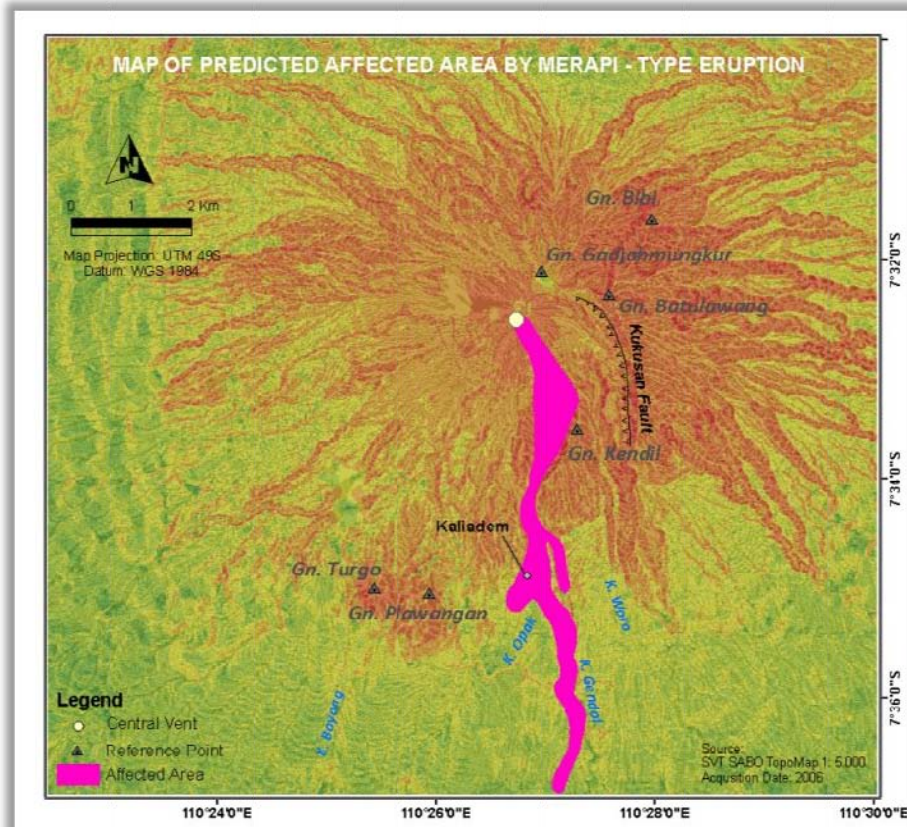 MAP OF PREDICTED AFFECTED AREA BY MERAPI - TYPE ERUPTION
N
0 1 2 Km
Map Projection: UTM 49S
Datum: WGS 1984
Gn. Bibi
Gn. Gadjahmungkur
Gn. Batulawang
Kukusan Fault
Gn. Kendil
Kaliadem
Gn. Turgo
Gn. Plawangan
K. Opak
K. Woro
K. Gendol
K. Boyong
7°32'0"S
7°34'0"S
7°36'0"S
Legend
Central Vent
Reference Point
Affected Area
Source:
SVT SABO TopoMap 1: 5.000
Acqusition Date: 2006
110°24'0"E 110°26'0"E 110°28'0"E 110°30'0"E